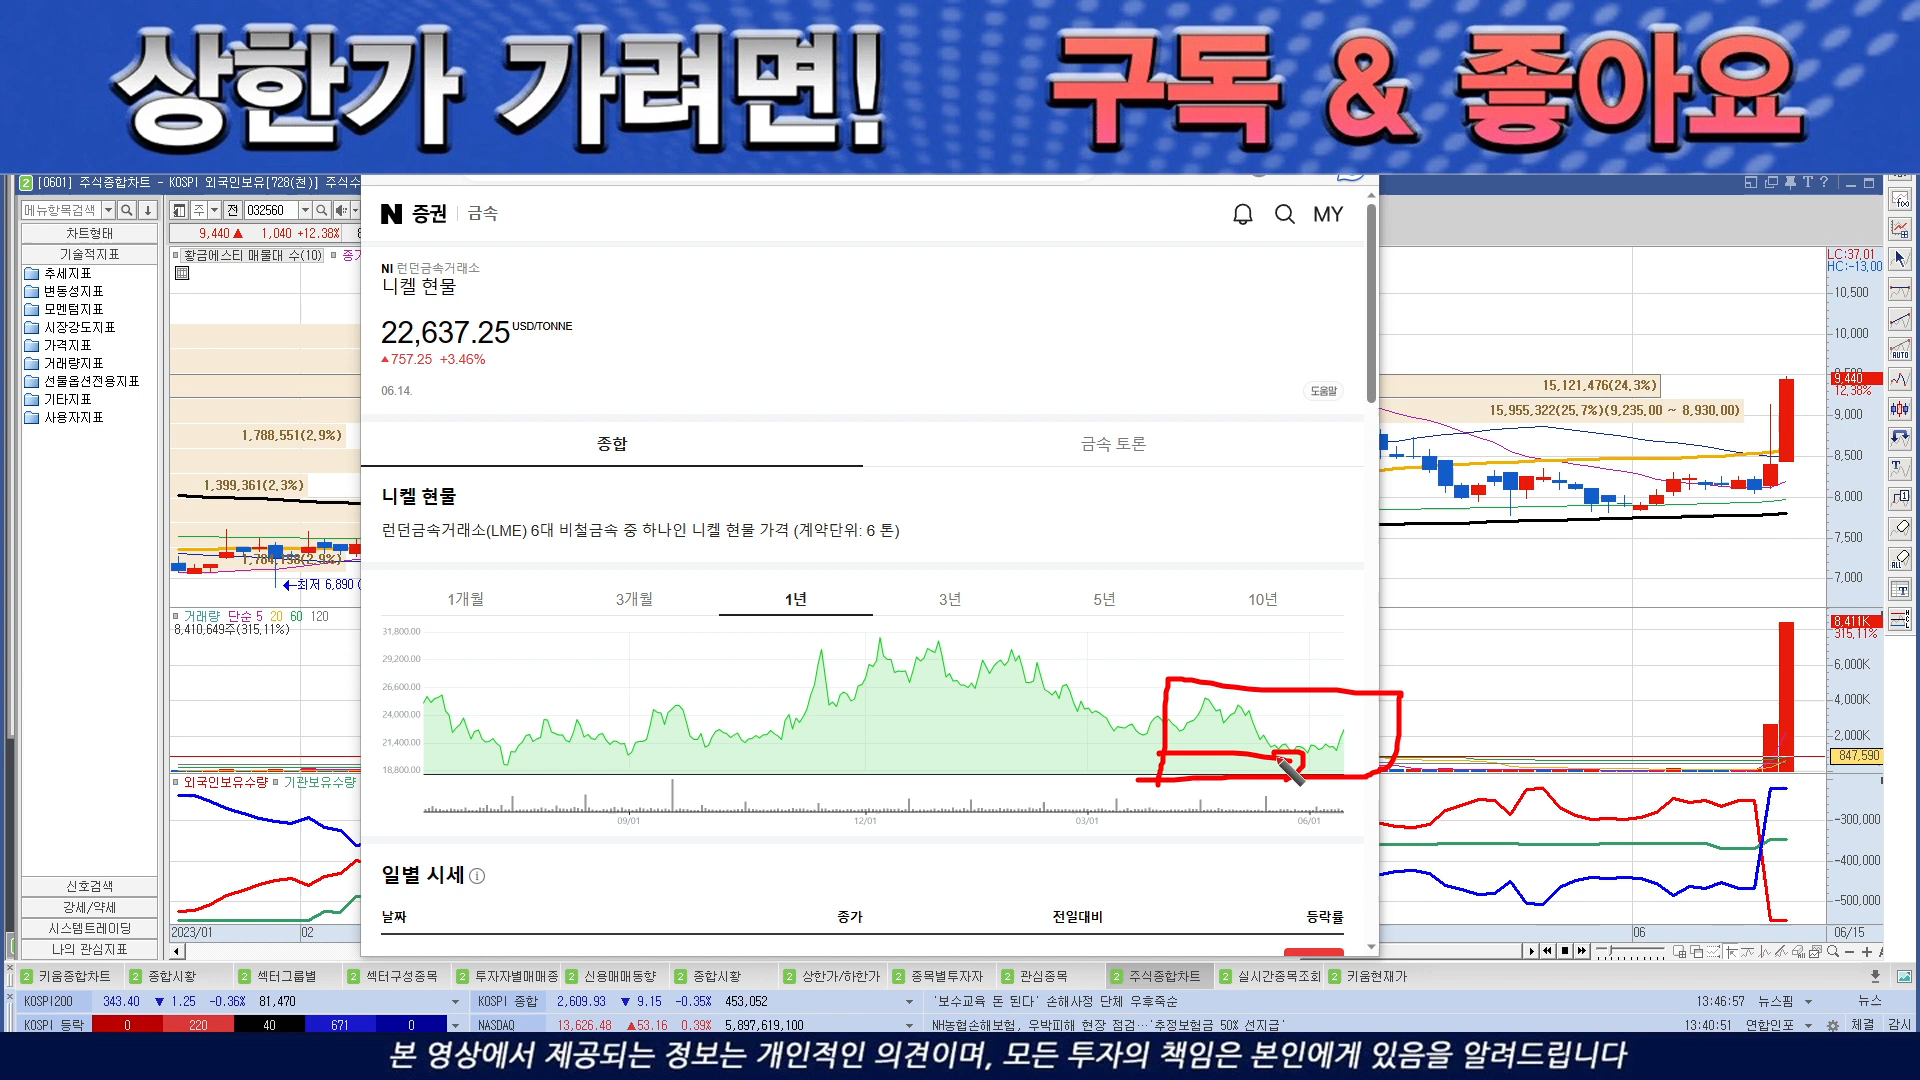 상한가 가려면! 구독 & 좋아요
[0601] 주식종합차트 - KOSPI 외국인보유[728(천)] 주식수
메뉴항목검색
주
전
032560
차트형태
9,440 ▲ 1,040 +12.38%
기술적지표
황금에스티 매물대 수(10)
추세지표
변동성지표
모멘텀지표
시장강도지표
가격지표
거래량지표
선물옵션전용지표
기타지표
사용자지표
1,788,551(2,9%)
1,399,361(2,3%)
1,784,198(2,9%)
최저 6,890
거래량 단순 5 20 60 120
8,410,649주(315,11%)
외국인보유수량 기관보유수량
2023/01
02
신호검색
강세/약세
시스템트레이딩
나의 관심지표
N 증권 금속
MY
NI 런던금속거래소
니켈 현물
22,637.25 USD/TONNE
757.25 +3.46%
06.14.
도움말
종합
금속 토론
니켈 현물
런던금속거래소(LME) 6대 비철금속 중 하나인 니켈 현물 가격 (계약단위: 6 톤)
1개월
3개월
1년
3년
5년
10년
31,800.00
29,200.00
26,600.00
24,000.00
21,400.00
18,800.00
09/01
12/01
03/01
06/01
일별 시세
날짜
종가
전일대비
등락률
LC:37,01
HC:-13,00
10,500
10,000
9,440
12,38%
9,000
8,500
8,000
7,500
7,000
15,121,476(24,3%)
15,955,322(25,7%)(9,235,00 ~ 8,930,00)
8,411K
315,11%
6,000K
4,000K
2,000K
847,590
-300,000
-400,000
-500,000
06
06/15
2 키움종합차트
2 종합시황
2 섹터그룹별
2 섹터구성종목
2 투자자별매매종
2 신용매매동향
2 종합시황
2 상한가/하한가
2 종목별투자자
2 관심종목
2 주식종합차트
2 실시간종목조회
2 키움현재가
KOSPI200 343.40 ▼ 1.25 -0.36% 81,470
KOSPI 종합 2,609.93 ▼ 9.15 -0.35% 453,052
'보수교육 돈 된다' 손해사정 단체 우후죽순 13:46:57 뉴스핌 뉴스
KOSPI 등락 0 220 40 671 0
NASDAQ 13,626.48 ▲53.16 0.39% 5,897,619,100
NH농협손해보험, 우박피해 현장 점검…'추정보험금 50% 선지급' 13:40:51 연합인포 체결 감시
본 영상에서 제공되는 정보는 개인적인 의견이며, 모든 투자의 책임은 본인에게 있음을 알려드립니다